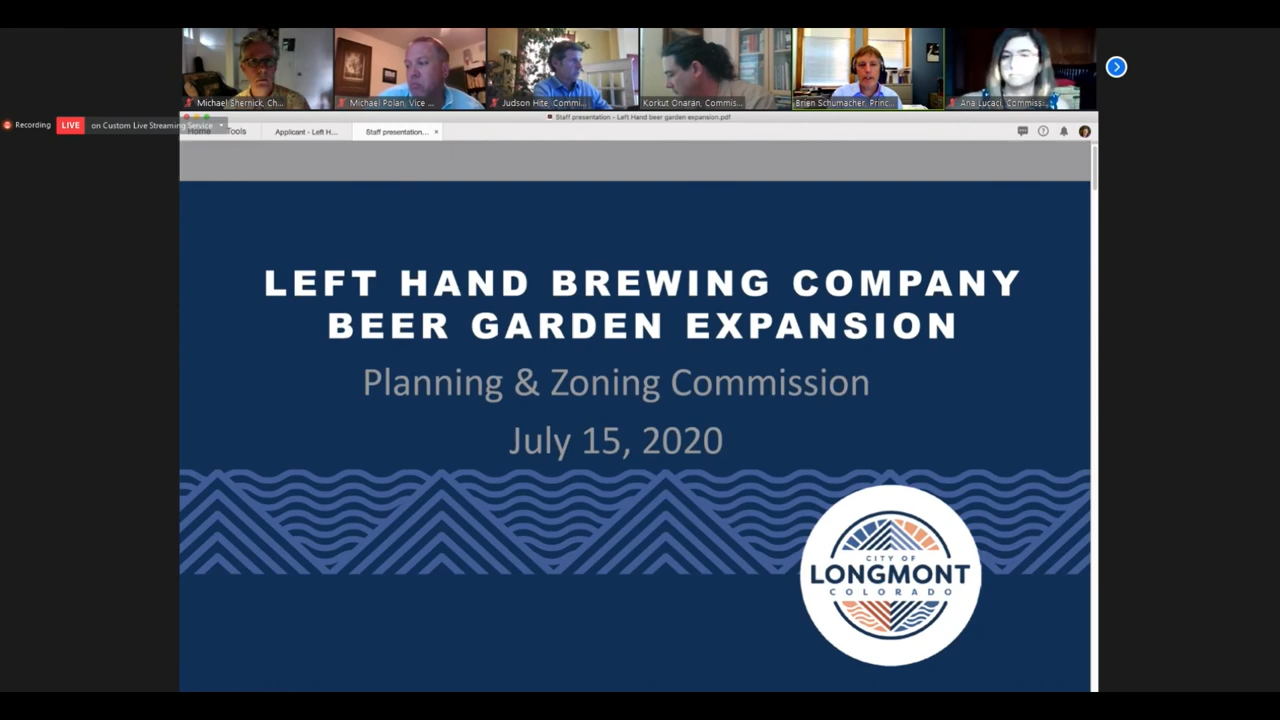 Michael Shernick, Ch...
Michael Polan, Vice ...
Judson Hite, Commi...
Korkut Onaran, Commis...
Brien Schumacher, Princ...
Ana Lucaci, Commissi...
Recording
LIVE
on Custom Live Streaming Service
Staff presentation - Left Hand beer garden expansion.pdf
Home
Tools
Applicant - Left H...
Staff presentation... ×
LEFT HAND BREWING COMPANY
BEER GARDEN EXPANSION
Planning & Zoning Commission
July 15, 2020
CITY OF
LONGMONT
COLORADO